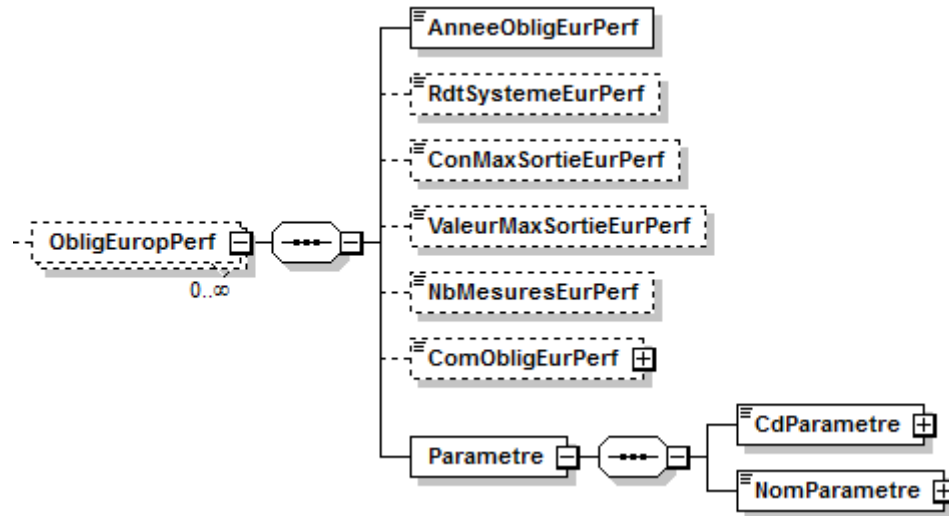 AnneeObligEurPerf
RdtSystemeEurPerf
ConMaxSortieEurPerf
ValeurMaxSortieEurPerf
ObligEuropPerf
0..∞
NbMesuresEurPerf
ComObligEurPerf
Parametre
CdParametre
NomParametre